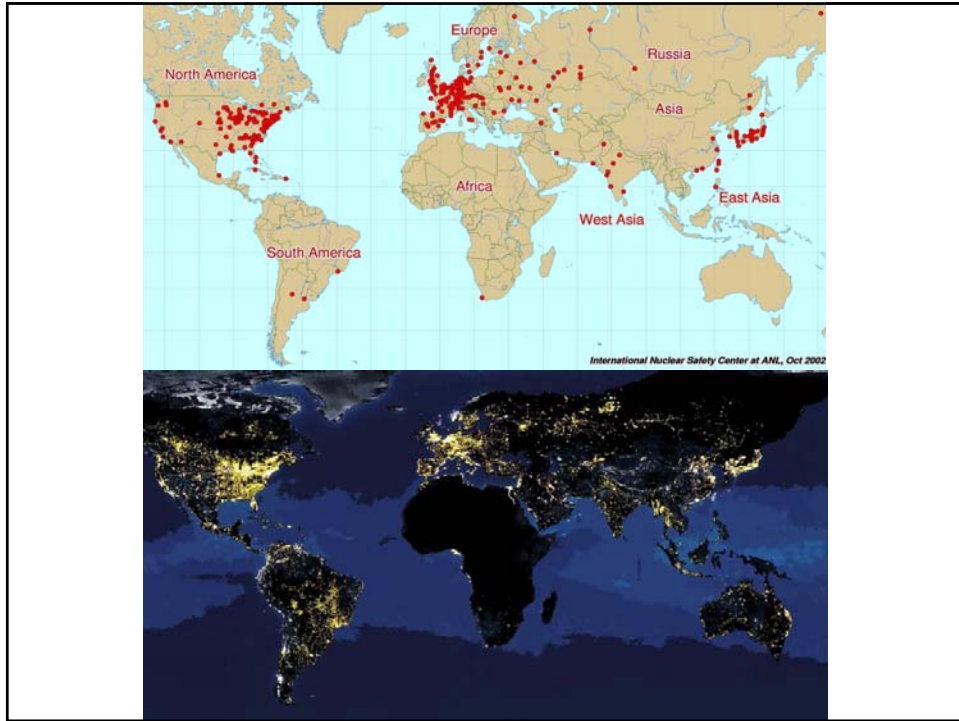 Europe
Russia
North America
Asia
Africa
East Asia
West Asia
South America
International Nuclear Safety Center at ANL, Oct 2002